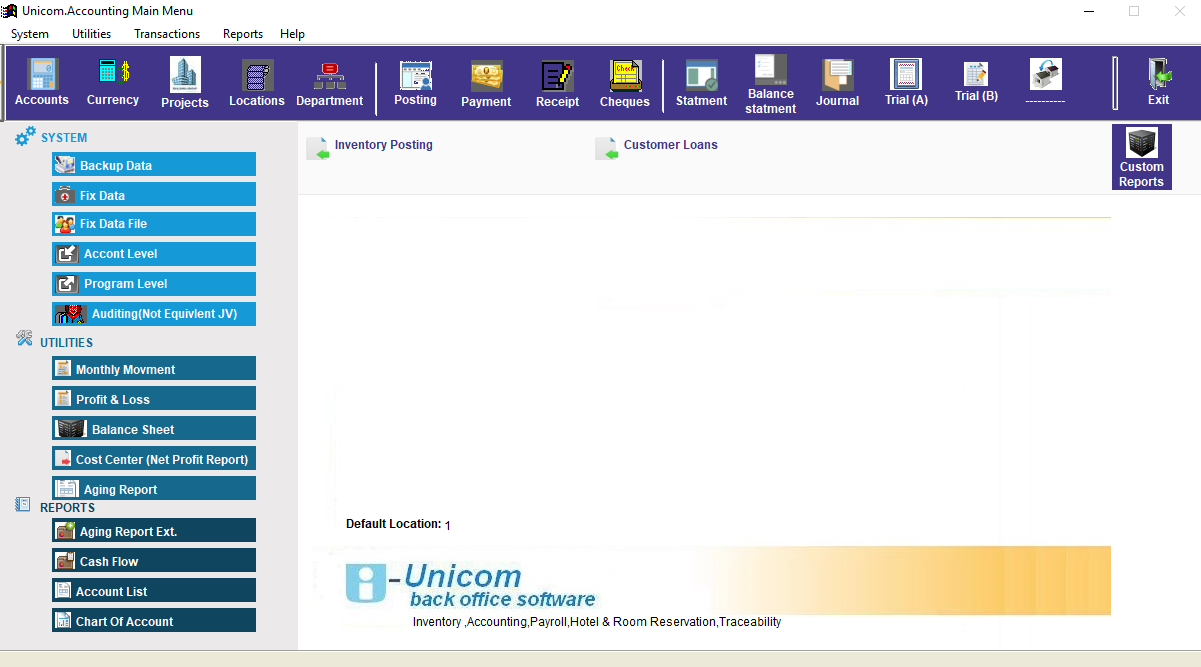 Unicom.Accounting Main Menu
System Utilities Transactions Reports Help
Accounts Currency Projects Locations Department Posting Payment Receipt Check Cheques Statment Balance statment Journal Trial (A) Trial (B) ---------- Exit
SYSTEM
Backup Data
Fix Data
Fix Data File
Accont Level
Program Level
Auditing(Not Equivlent JV)
UTILITIES
Monthly Movment
Profit & Loss
Balance Sheet
Cost Center (Net Profit Report)
Aging Report
REPORTS
Aging Report Ext.
Cash Flow
Account List
Chart Of Account
Inventory Posting Customer Loans
Custom
Reports
Default Location: 1
i-Unicom
back office software
Inventory ,Accounting,Payroll,Hotel & Room Reservation,Traceability